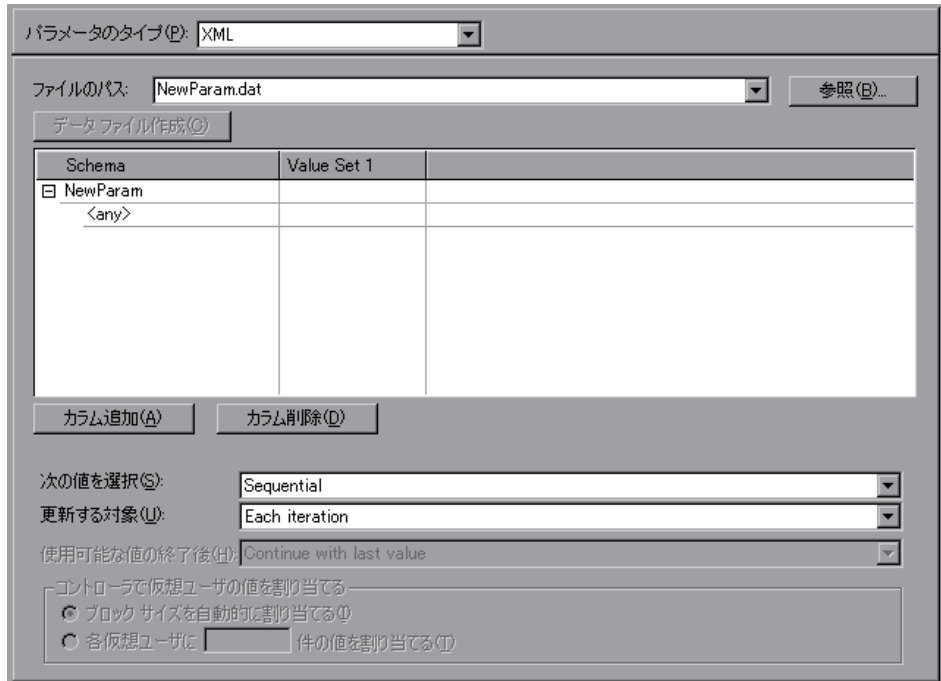 パラメータのタイプ(P): XML
ファイルのパス: NewParam.dat 参照(B)...
データ ファイル作成(C)
Schema Value Set 1
NewParam
<any>
カラム追加(A) カラム削除(D)
次の値を選択(S): Sequential
更新する対象(U): Each iteration
使用可能な値の終了後(H): Continue with last value
コントローラで仮想ユーザの値を割り当てる
ブロック サイズを自動的に割り当てる(I)
各仮想ユーザに 件の値を割り当てる(T)